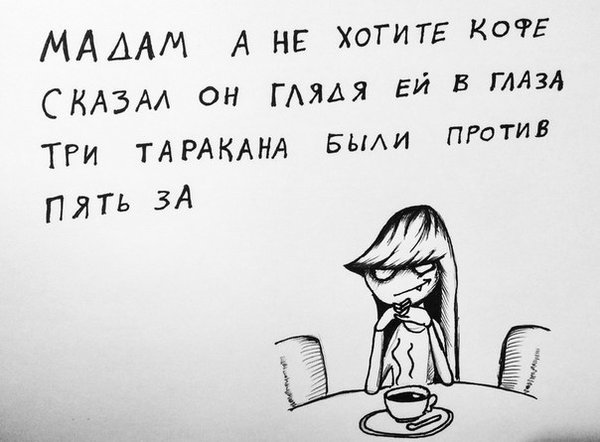 МАДАМ А НЕ ХОТИТЕ КОФЕ
СКАЗАЛ ОН ГЛЯДЯ ЕЙ В ГЛАЗА
ТРИ ТАРАКАНА БЫЛИ ПРОТИВ
ПЯТЬ ЗА